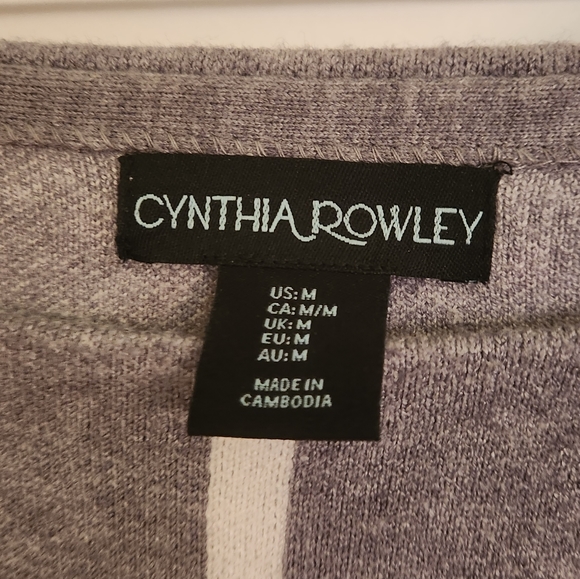 CYNTHIA ROWLEY
US: M
CA: M/M
UK: M
EU: M
AU: M
MADE IN
CAMBODIA